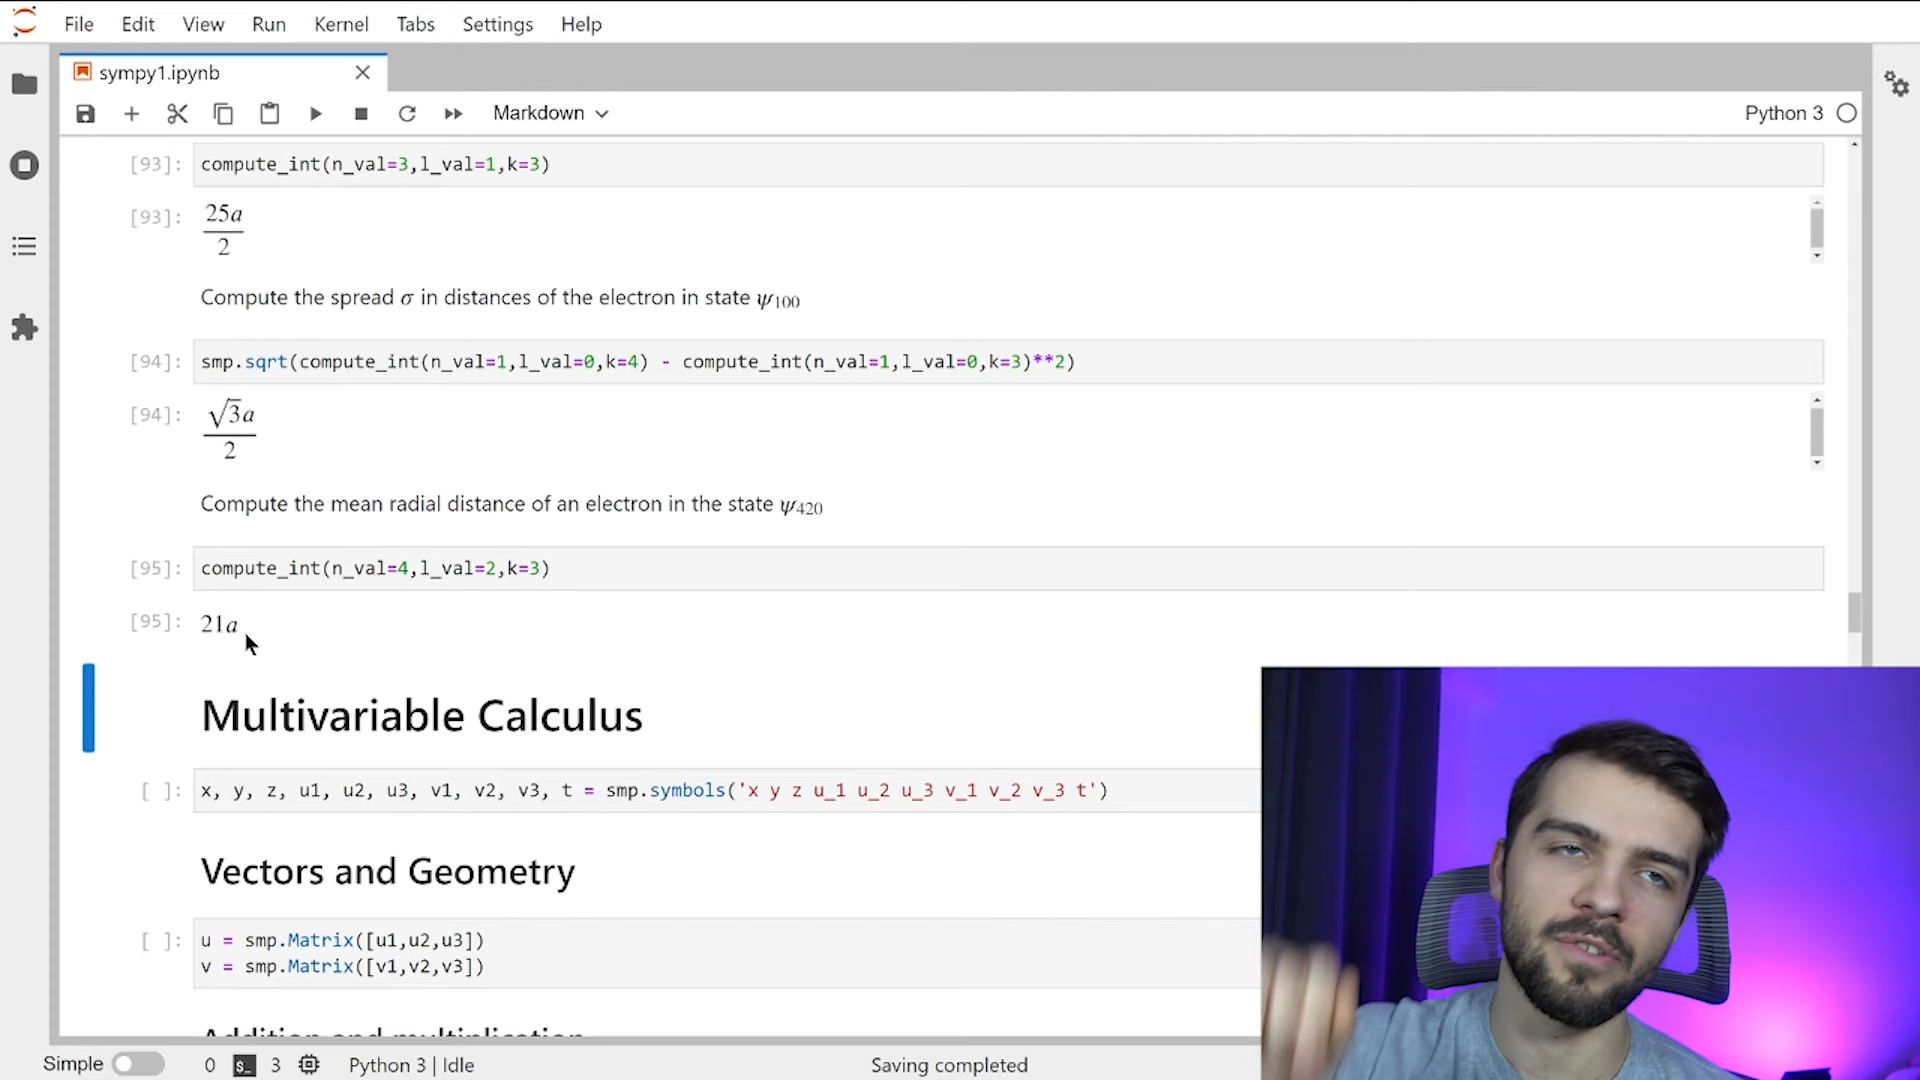 File Edit View Run Kernel Tabs Settings Help
sympy1.ipynb
Markdown Python 3
[93]: compute_int(n_val=3,l_val=1,k=3)
[93]: 25a
2
Compute the spread σ in distances of the electron in state ψ100
[94]: smp.sqrt(compute_int(n_val=1,l_val=0,k=4) - compute_int(n_val=1,l_val=0,k=3)**2)
[94]: √3a
2
Compute the mean radial distance of an electron in the state ψ420
[95]: compute_int(n_val=4,l_val=2,k=3)
[95]: 21a
Multivariable Calculus
[ ]: x, y, z, u1, u2, u3, v1, v2, v3, t = smp.symbols('x y z u_1 u_2 u_3 v_1 v_2 v_3 t')
Vectors and Geometry
[ ]: u = smp.Matrix([u1,u2,u3])
v = smp.Matrix([v1,v2,v3])
Addition and multiplication
Simple 0 $_ 3 Python 3 | Idle Saving completed